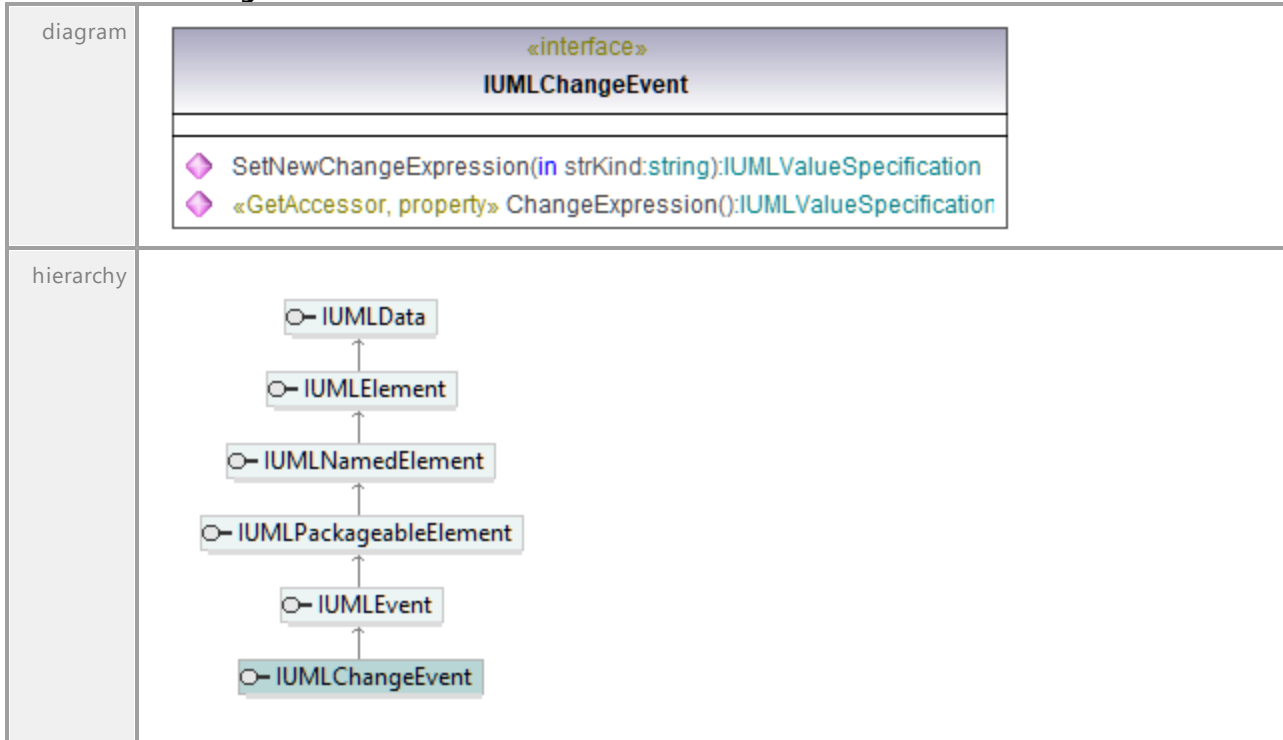 diagram
«interface»
IUMLChangeEvent
SetNewChangeExpression(in strKind:string):IUMLValueSpecification
«GetAccessor, property» ChangeExpression():IUMLValueSpecification
hierarchy
IUMLData
IUMLElement
IUMLNamedElement
IUMLPackageableElement
IUMLEvent
IUMLChangeEvent